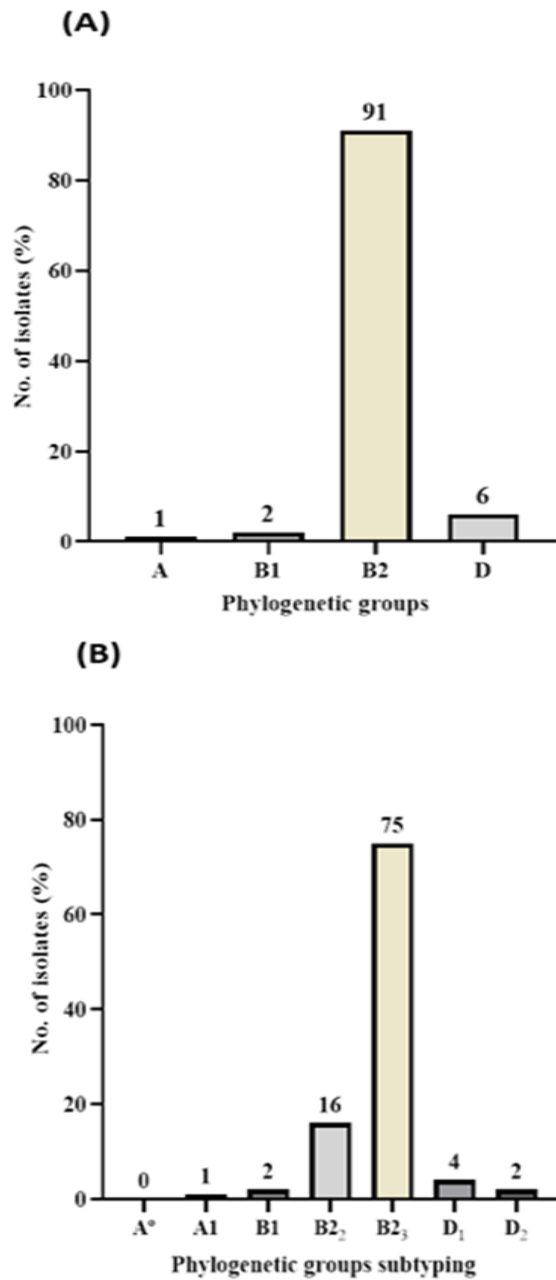 (A)
No. of isolates (%)
100
80
60
40
20
0
1
2
91
6
A B1 B2 D
Phylogenetic groups
(B)
No. of isolates (%)
100
80
60
40
20
0
0
1
2
16
75
4
2
A° A1 B1 B2₂ B2₃ D₁ D₂
Phylogenetic groups subtyping